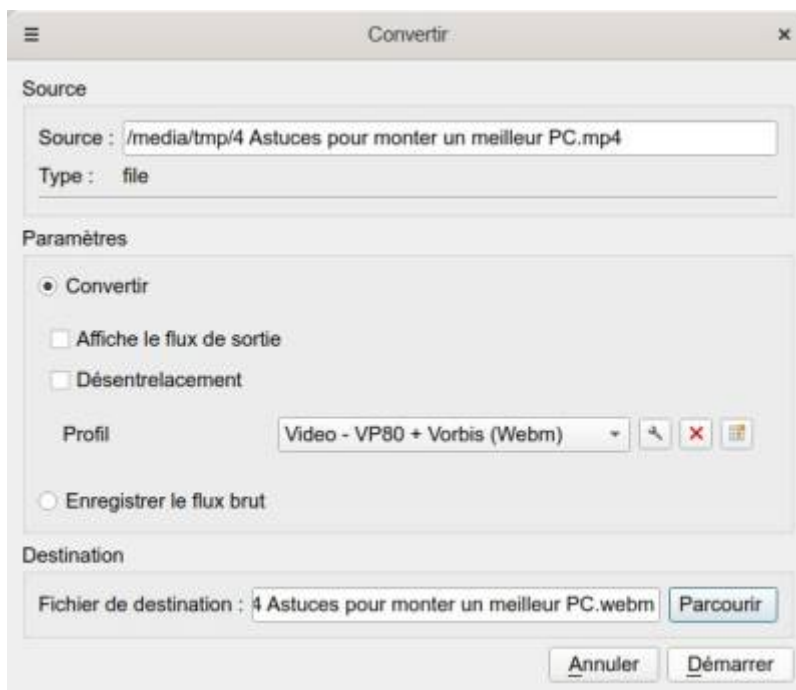 Convertir
Source
Source : /media/tmp/4 Astuces pour monter un meilleur PC.mp4
Type : file
Paramètres
Convertir
Affiche le flux de sortie
Désentrelacement
Profil Video - VP80 + Vorbis (Webm)
Enregistrer le flux brut
Destination
Fichier de destination : 4 Astuces pour monter un meilleur PC.webm Parcourir
Annuler Démarrer